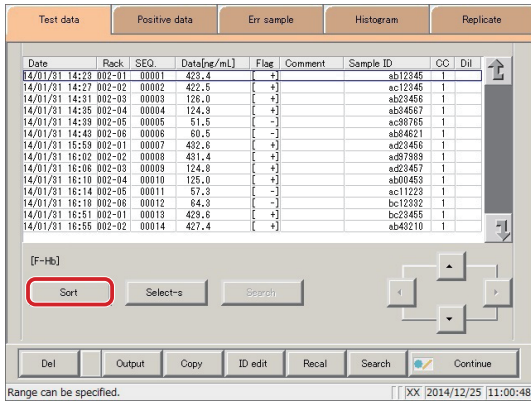 Test data Positive data Err sample Histogram Replicate
Date Rack SEQ. Data[ng/mL] Flag Comment Sample ID CC Dil
14/01/31 14:23 002-01 00001 423.4 [ +] ab12345 1
14/01/31 14:27 002-02 00002 422.5 [ +] ac12345 1
14/01/31 14:31 002-03 00003 126.0 [ +] ab23456 1
14/01/31 14:35 002-04 00004 124.9 [ +] ab34567 1
14/01/31 14:39 002-05 00005 51.5 [ -] ac98765 1
14/01/31 14:43 002-06 00006 60.5 [ -] ab84621 1
14/01/31 15:59 002-01 00007 432.6 [ +] ad23456 1
14/01/31 16:02 002-02 00008 431.4 [ +] ad97989 1
14/01/31 16:06 002-03 00009 124.8 [ +] ad23457 1
14/01/31 16:10 002-04 00010 125.0 [ +] ab00453 1
14/01/31 16:14 002-05 00011 57.3 [ -] ac11223 1
14/01/31 16:18 002-06 00012 64.3 [ -] bc12332 1
14/01/31 16:51 002-01 00013 429.6 [ +] bc23455 1
14/01/31 16:55 002-02 00014 427.4 [ +] ab43210 1
[F-Hb]
Sort Select-s Search
Del Output Copy ID edit Recal Search Continue
Range can be specified. XX 2014/12/25 11:00:48